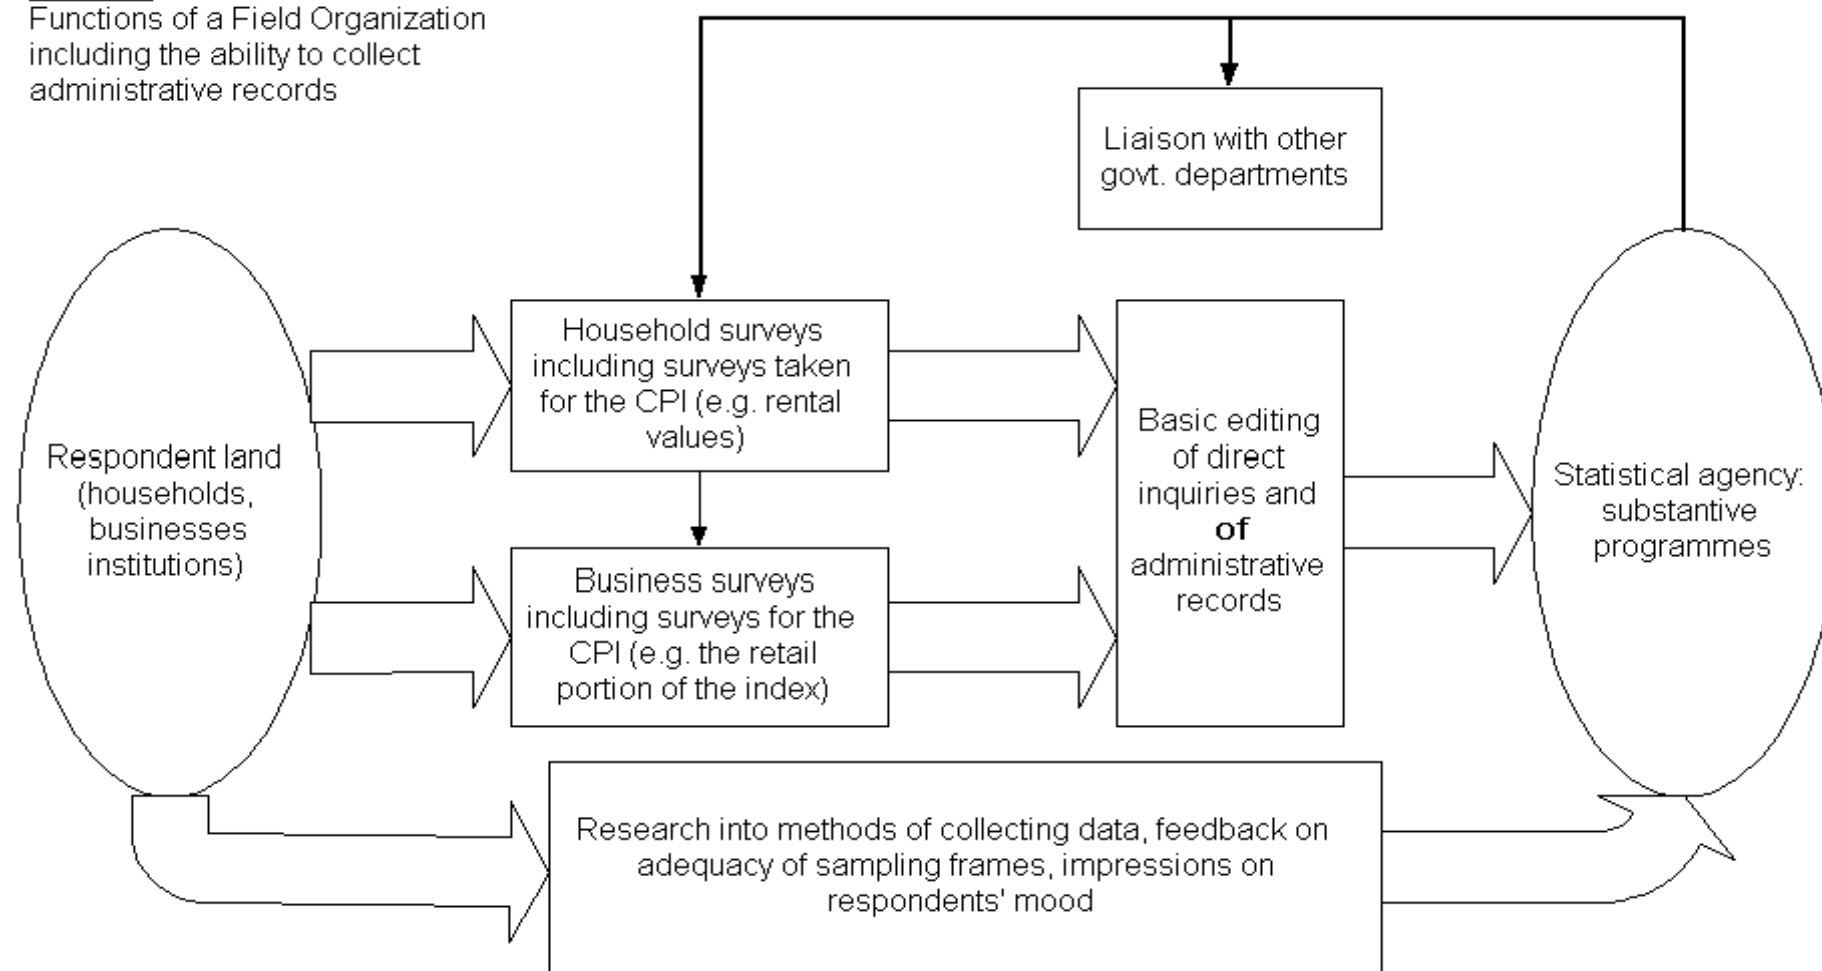 Functions of a Field Organization
including the ability to collect
administrative records
Liaison with other
govt. departments
Household surveys
including surveys taken
for the CPI (e.g. rental
values)
Respondent land
(households,
businesses
institutions)
Basic editing
of direct
inquiries and
of
administrative
records
Statistical agency:
substantive
programmes
Business surveys
including surveys for the
CPI (e.g. the retail
portion of the index)
Research into methods of collecting data, feedback on
adequacy of sampling frames, impressions on
respondents' mood